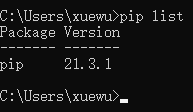 C:\Users\xuewu>pip list
Package Version
------- -------
pip     21.3.1
C:\Users\xuewu>